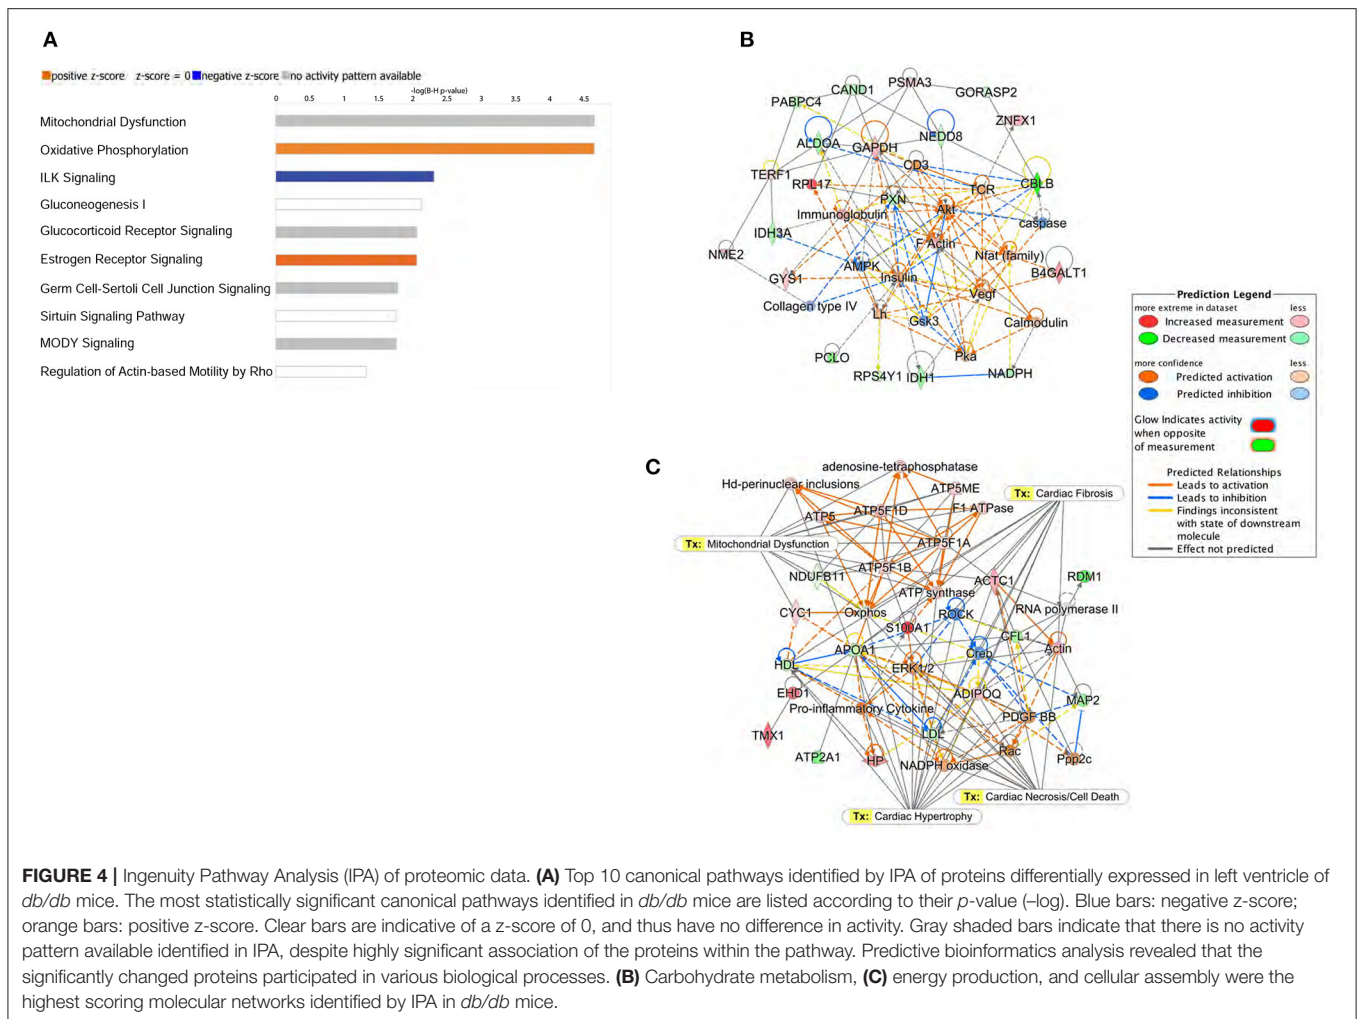 A
positive z-score z-score = 0 negative z-score no activity pattern available
-log(B-H p-value)
0 0.5 1 1.5 2 2.5 3 3.5 4 4.5
Mitochondrial Dysfunction
Oxidative Phosphorylation
ILK Signaling
Gluconeogenesis I
Glucocorticoid Receptor Signaling
Estrogen Receptor Signaling
Germ Cell-Sertoli Cell Junction Signaling
Sirtuin Signaling Pathway
MODY Signaling
Regulation of Actin-based Motility by Rho
B
PSMA3
CAND1
GORASP2
PABPC4
ZNFX1
NEDD8
ALDOA
GAPDH
CD3
TERF1
RPL17
TCR
CBLB
PXN
Akt
Immunoglobulin
caspase
IDH3A
F Actin
NME2
Nfat (family)
AMPK
B4GALT1
GYS1
Insulin
Vegf
Collagen type IV
Lh
Gsk3
Calmodulin
PCLO
Pka
RPS4Y1
IDH1
NADPH
Prediction Legend
more extreme in dataset less
Increased measurement
Decreased measurement
more confidence less
Predicted activation
Predicted inhibition
Glow Indicates activity
when opposite
of measurement
Predicted Relationships
Leads to activation
Leads to inhibition
Findings inconsistent
with state of downstream
molecule
Effect not predicted
C
adenosine-tetraphosphatase
Hd-perinuclear inclusions
ATP5ME
Tx: Cardiac Fibrosis
ATP5
ATP5F1D
F1 ATPase
Tx: Mitochondrial Dysfunction
ATP5F1A
ATP5F1B
NDUFB11
ACTC1
RDM1
ATP synthase
CYC1
Oxphos
ROCK
RNA polymerase II
S100A1
CFL1
APOA1
Creb
Actin
HDL
ERK1/2
EHD1
ADIPOQ
MAP2
Pro-inflammatory Cytokine
PDGF BB
TMX1
LDL
ATP2A1
HP
NADPH oxidase
Rac
Ppp2c
Tx: Cardiac Necrosis/Cell Death
Tx: Cardiac Hypertrophy
FIGURE 4 | Ingenuity Pathway Analysis (IPA) of proteomic data. (A) Top 10 canonical pathways identified by IPA of proteins differentially expressed in left ventricle of
db/db mice. The most statistically significant canonical pathways identified in db/db mice are listed according to their p-value (–log). Blue bars: negative z-score;
orange bars: positive z-score. Clear bars are indicative of a z-score of 0, and thus have no difference in activity. Gray shaded bars indicate that there is no activity
pattern available identified in IPA, despite highly significant association of the proteins within the pathway. Predictive bioinformatics analysis revealed that the
significantly changed proteins participated in various biological processes. (B) Carbohydrate metabolism, (C) energy production, and cellular assembly were the
highest scoring molecular networks identified by IPA in db/db mice.